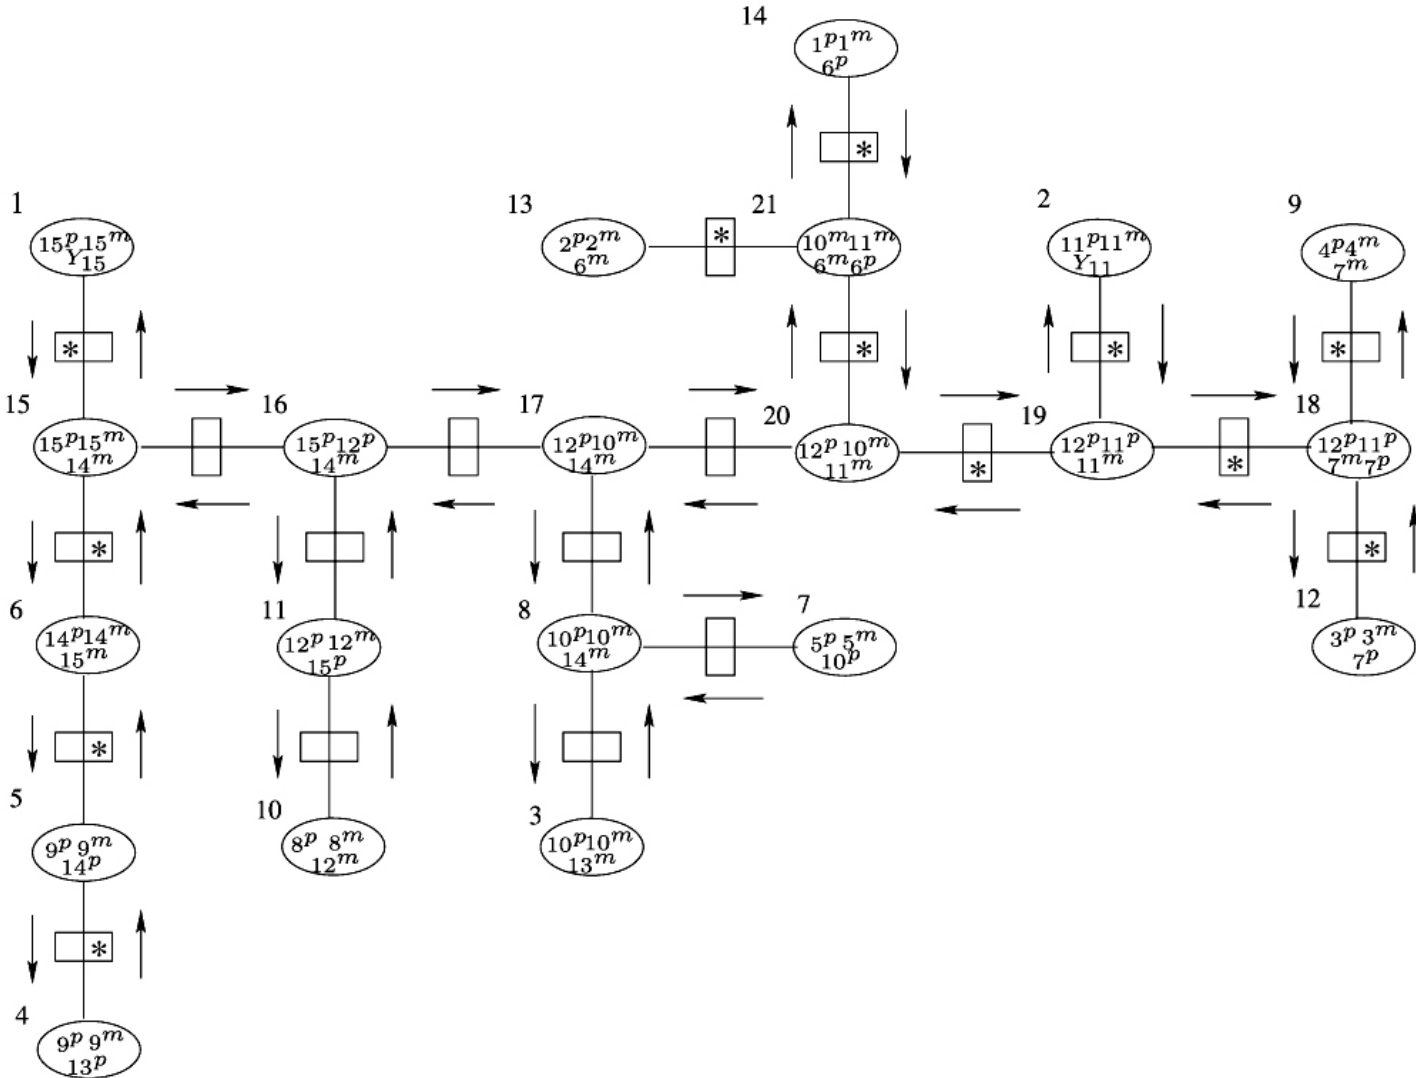 14
1^p 1^m
6^p
*
1
15^p 15^m
Y_15
13
2^p 2^m
6^m
*
21
10^m 11^m
6^m 6^p
2
11^p 11^m
Y_11
9
4^p 4^m
7^m
*
*
*
*
15
15^p 15^m
14^m
16
15^p 12^p
14^m
17
12^p 10^m
14^m
20
12^p 10^m
11^m
*
19
12^p 11^p
11^m
*
18
12^p 11^p
7^m 7^p
*
*
6
14^p 14^m
15^m
11
12^p 12^m
15^p
8
10^p 10^m
14^m
7
5^p 5^m
10^p
12
3^p 3^m
7^p
*
5
9^p 9^m
14^p
10
8^p 8^m
12^m
3
10^p 10^m
13^m
*
4
9^p 9^m
13^p